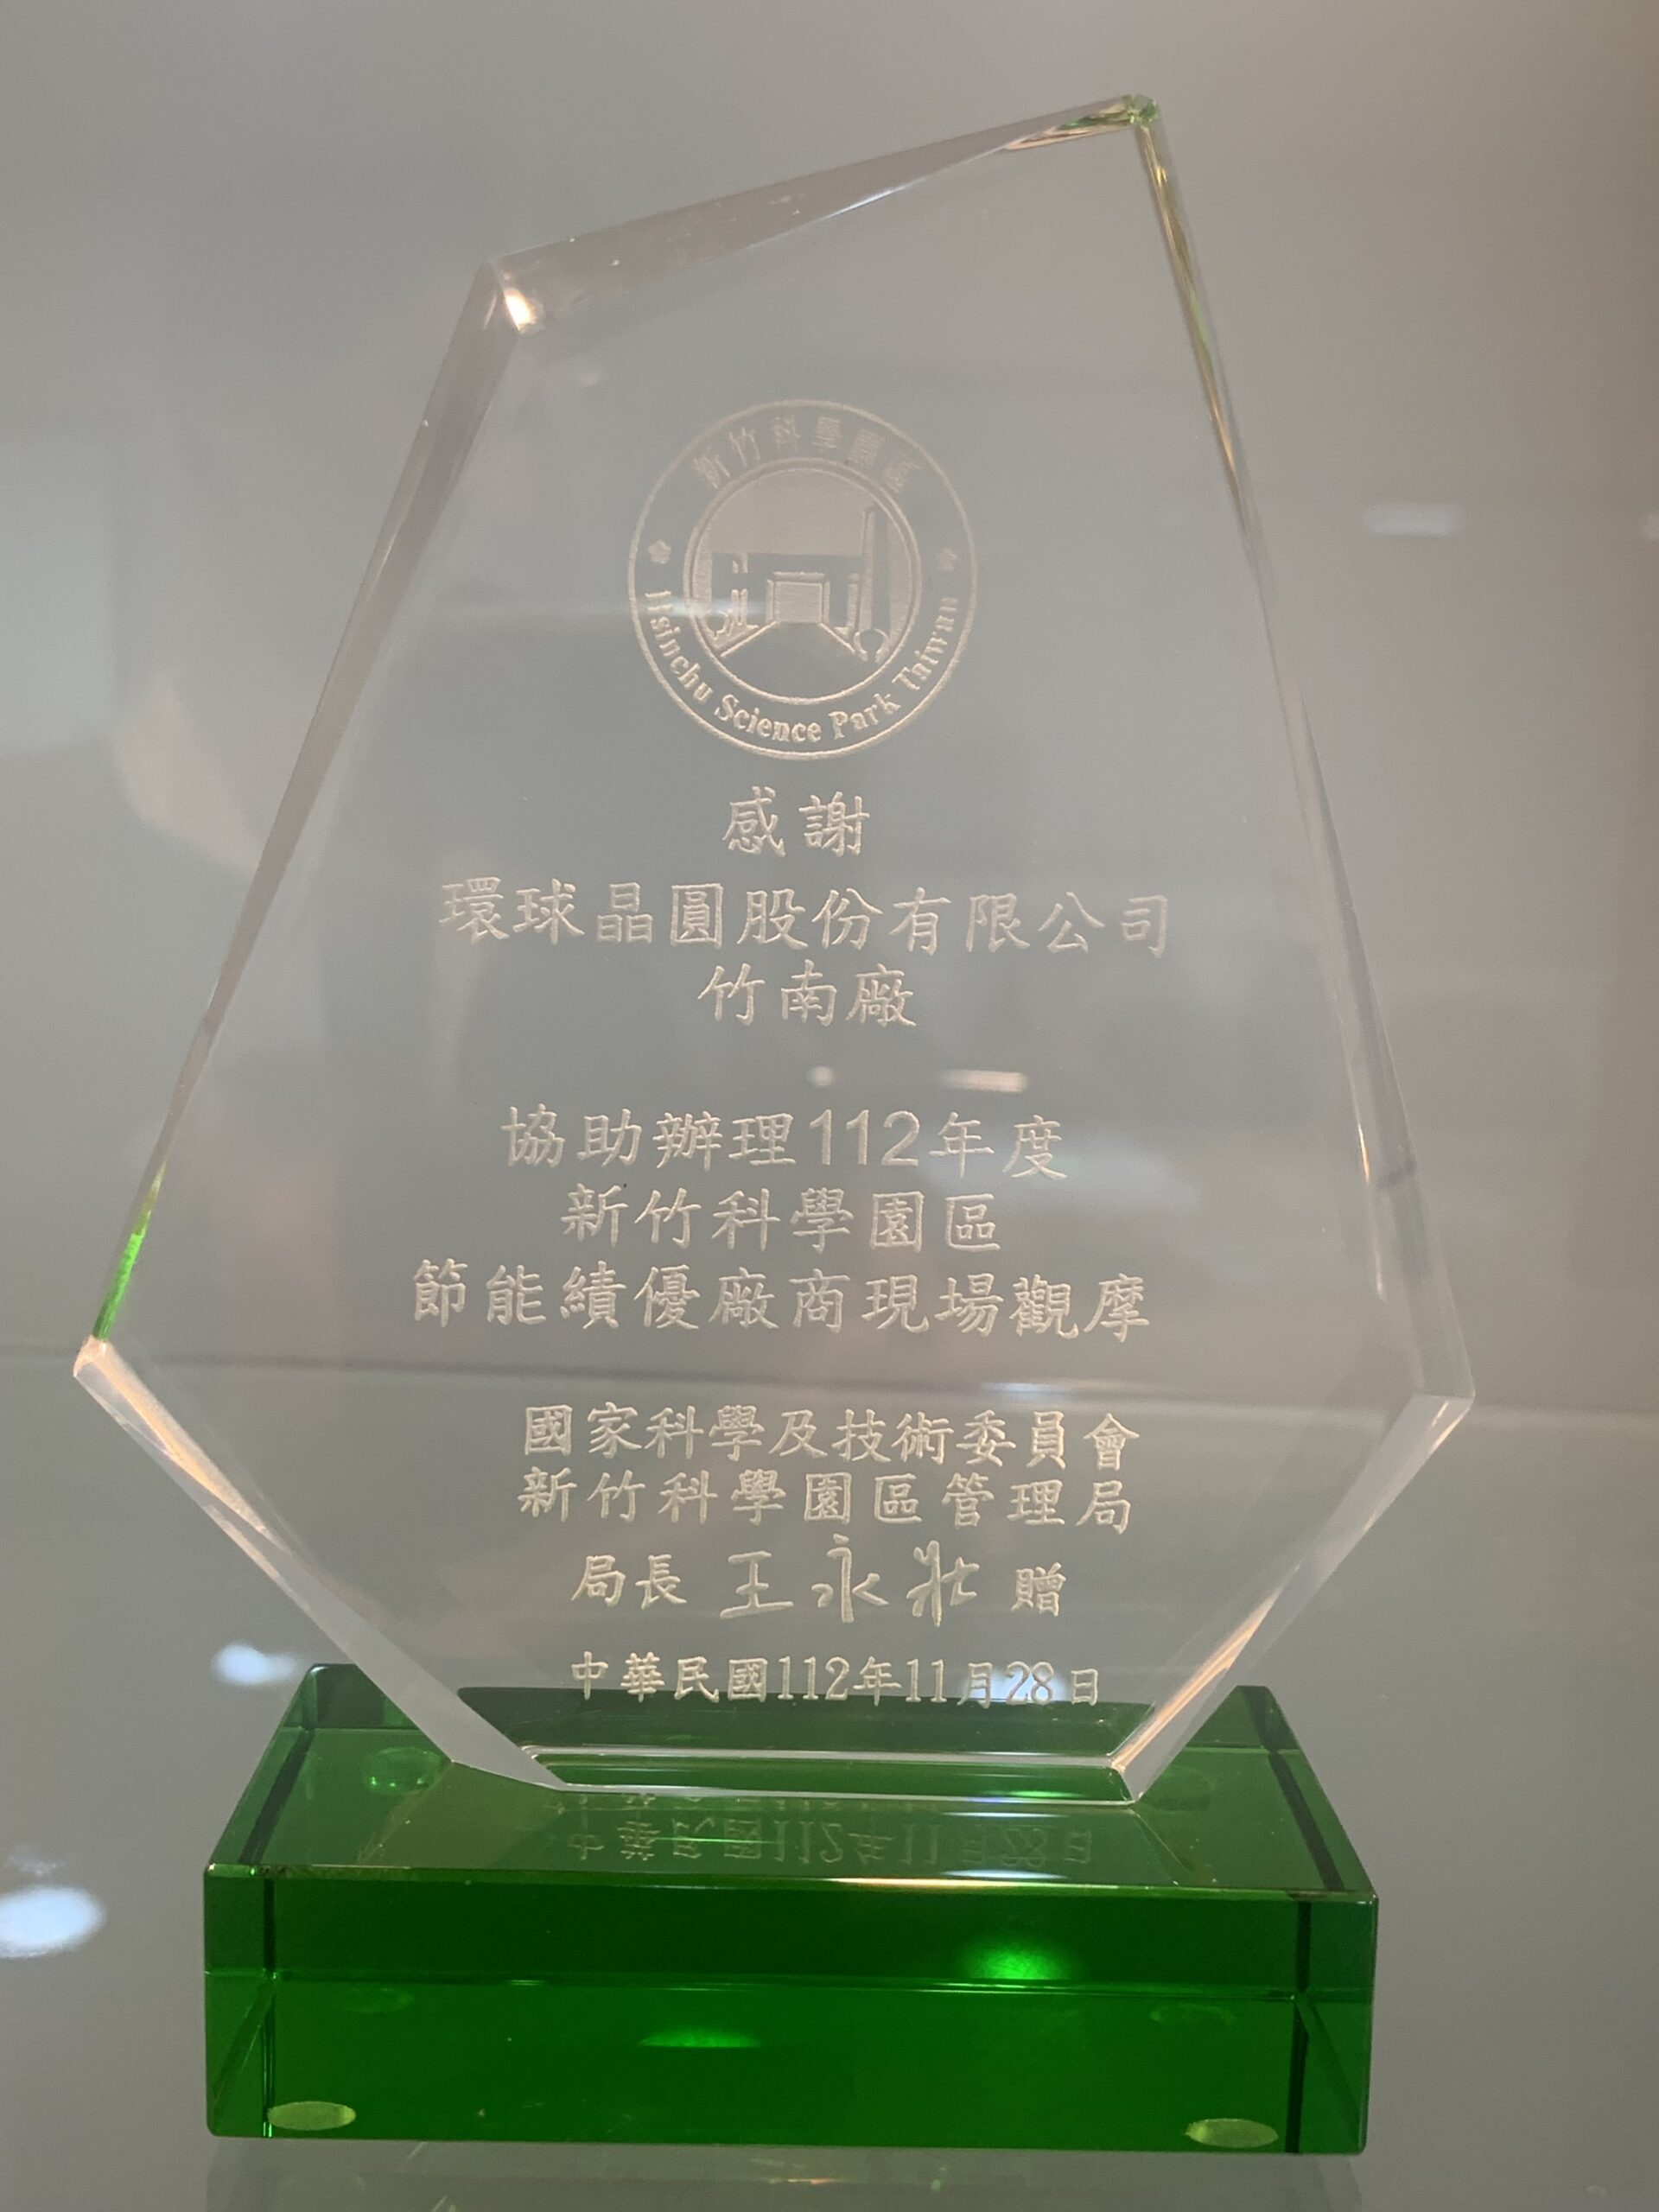 新竹科學園區
Hsinchu Science Park Taiwan
感謝
環球晶圓股份有限公司
竹南廠
協助辦理112年度
新竹科學園區
節能績優廠商現場觀摩
國家科學及技術委員會
新竹科學園區管理局
局長 王永壯 贈
中華民國112年11月28日